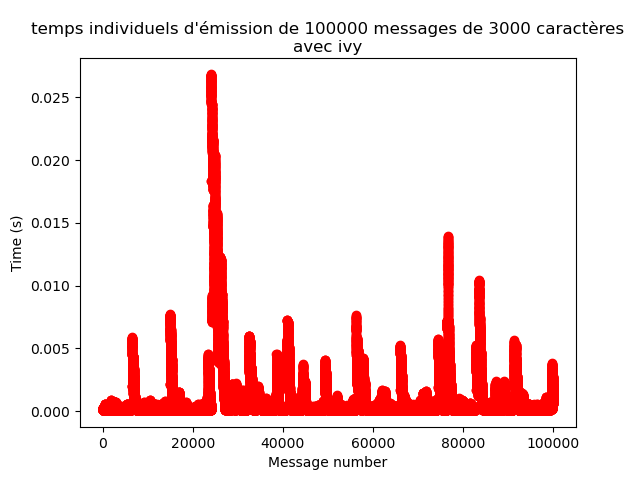 temps individuels d'émission de 100000 messages de 3000 caractères
avec ivy
0.025
0.020
0.015
0.010
0.005
0.000
Time (s)
0 20000 40000 60000 80000 100000
Message number